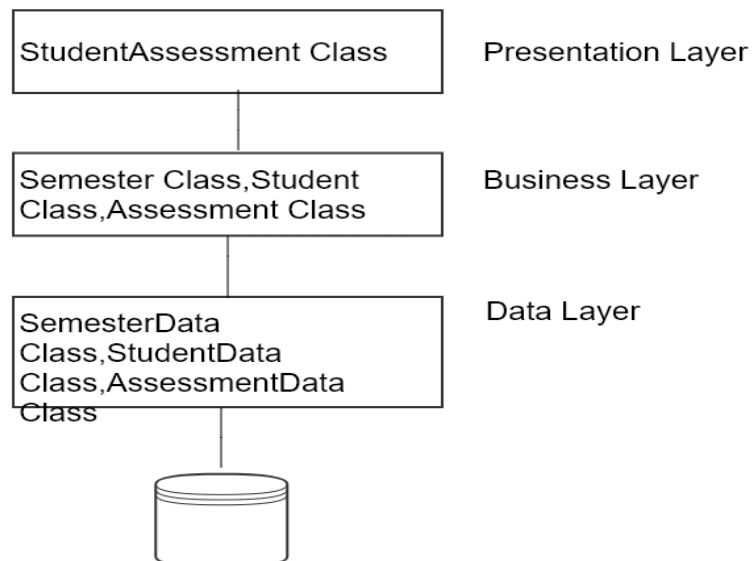 StudentAssessment Class
Presentation Layer
Semester Class,Student
Class,Assessment Class
Business Layer
SemesterData
Class,StudentData
Class,AssessmentData
Class
Data Layer